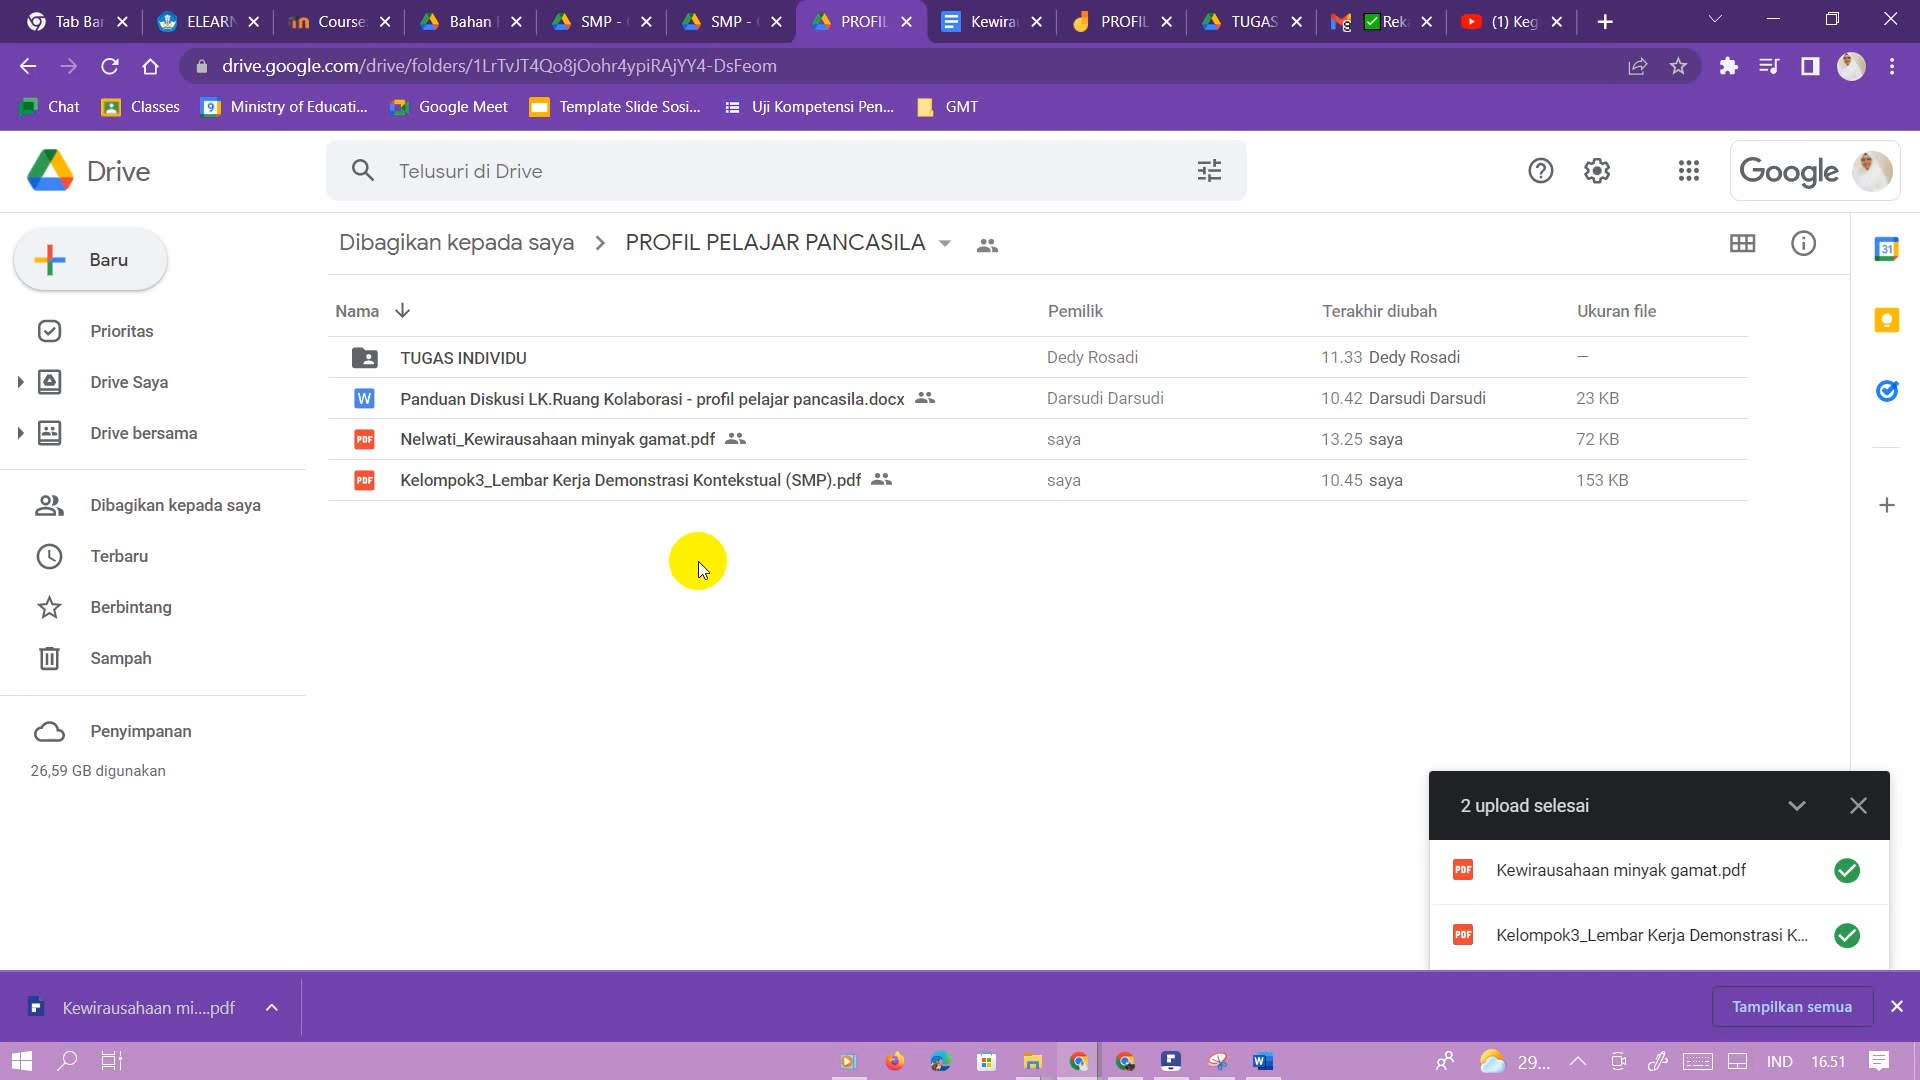 Tab Bar
ELEARN
Course
Bahan
SMP -
SMP -
PROFIL
Kewira
PROFIL
TUGAS
Rek
(1) Keg
drive.google.com/drive/folders/1LrTvJT4Qo8jOohr4ypiRAjYY4-DsFeom
Chat
Classes
Ministry of Educati...
Google Meet
Template Slide Sosi...
Uji Kompetensi Pen...
GMT
Drive
Telusuri di Drive
Google
Baru
Dibagikan kepada saya > PROFIL PELAJAR PANCASILA
Nama Pemilik Terakhir diubah Ukuran file
TUGAS INDIVIDU Dedy Rosadi 11.33 Dedy Rosadi —
Panduan Diskusi LK.Ruang Kolaborasi - profil pelajar pancasila.docx Darsudi Darsudi 10.42 Darsudi Darsudi 23 KB
Nelwati_Kewirausahaan minyak gamat.pdf saya 13.25 saya 72 KB
Kelompok3_Lembar Kerja Demonstrasi Kontekstual (SMP).pdf saya 10.45 saya 153 KB
Prioritas
Drive Saya
Drive bersama
Dibagikan kepada saya
Terbaru
Berbintang
Sampah
Penyimpanan
26,59 GB digunakan
31
2 upload selesai
PDF Kewirausahaan minyak gamat.pdf
PDF Kelompok3_Lembar Kerja Demonstrasi K...
Kewirausahaan mi....pdf
Tampilkan semua
29...
IND
16.51